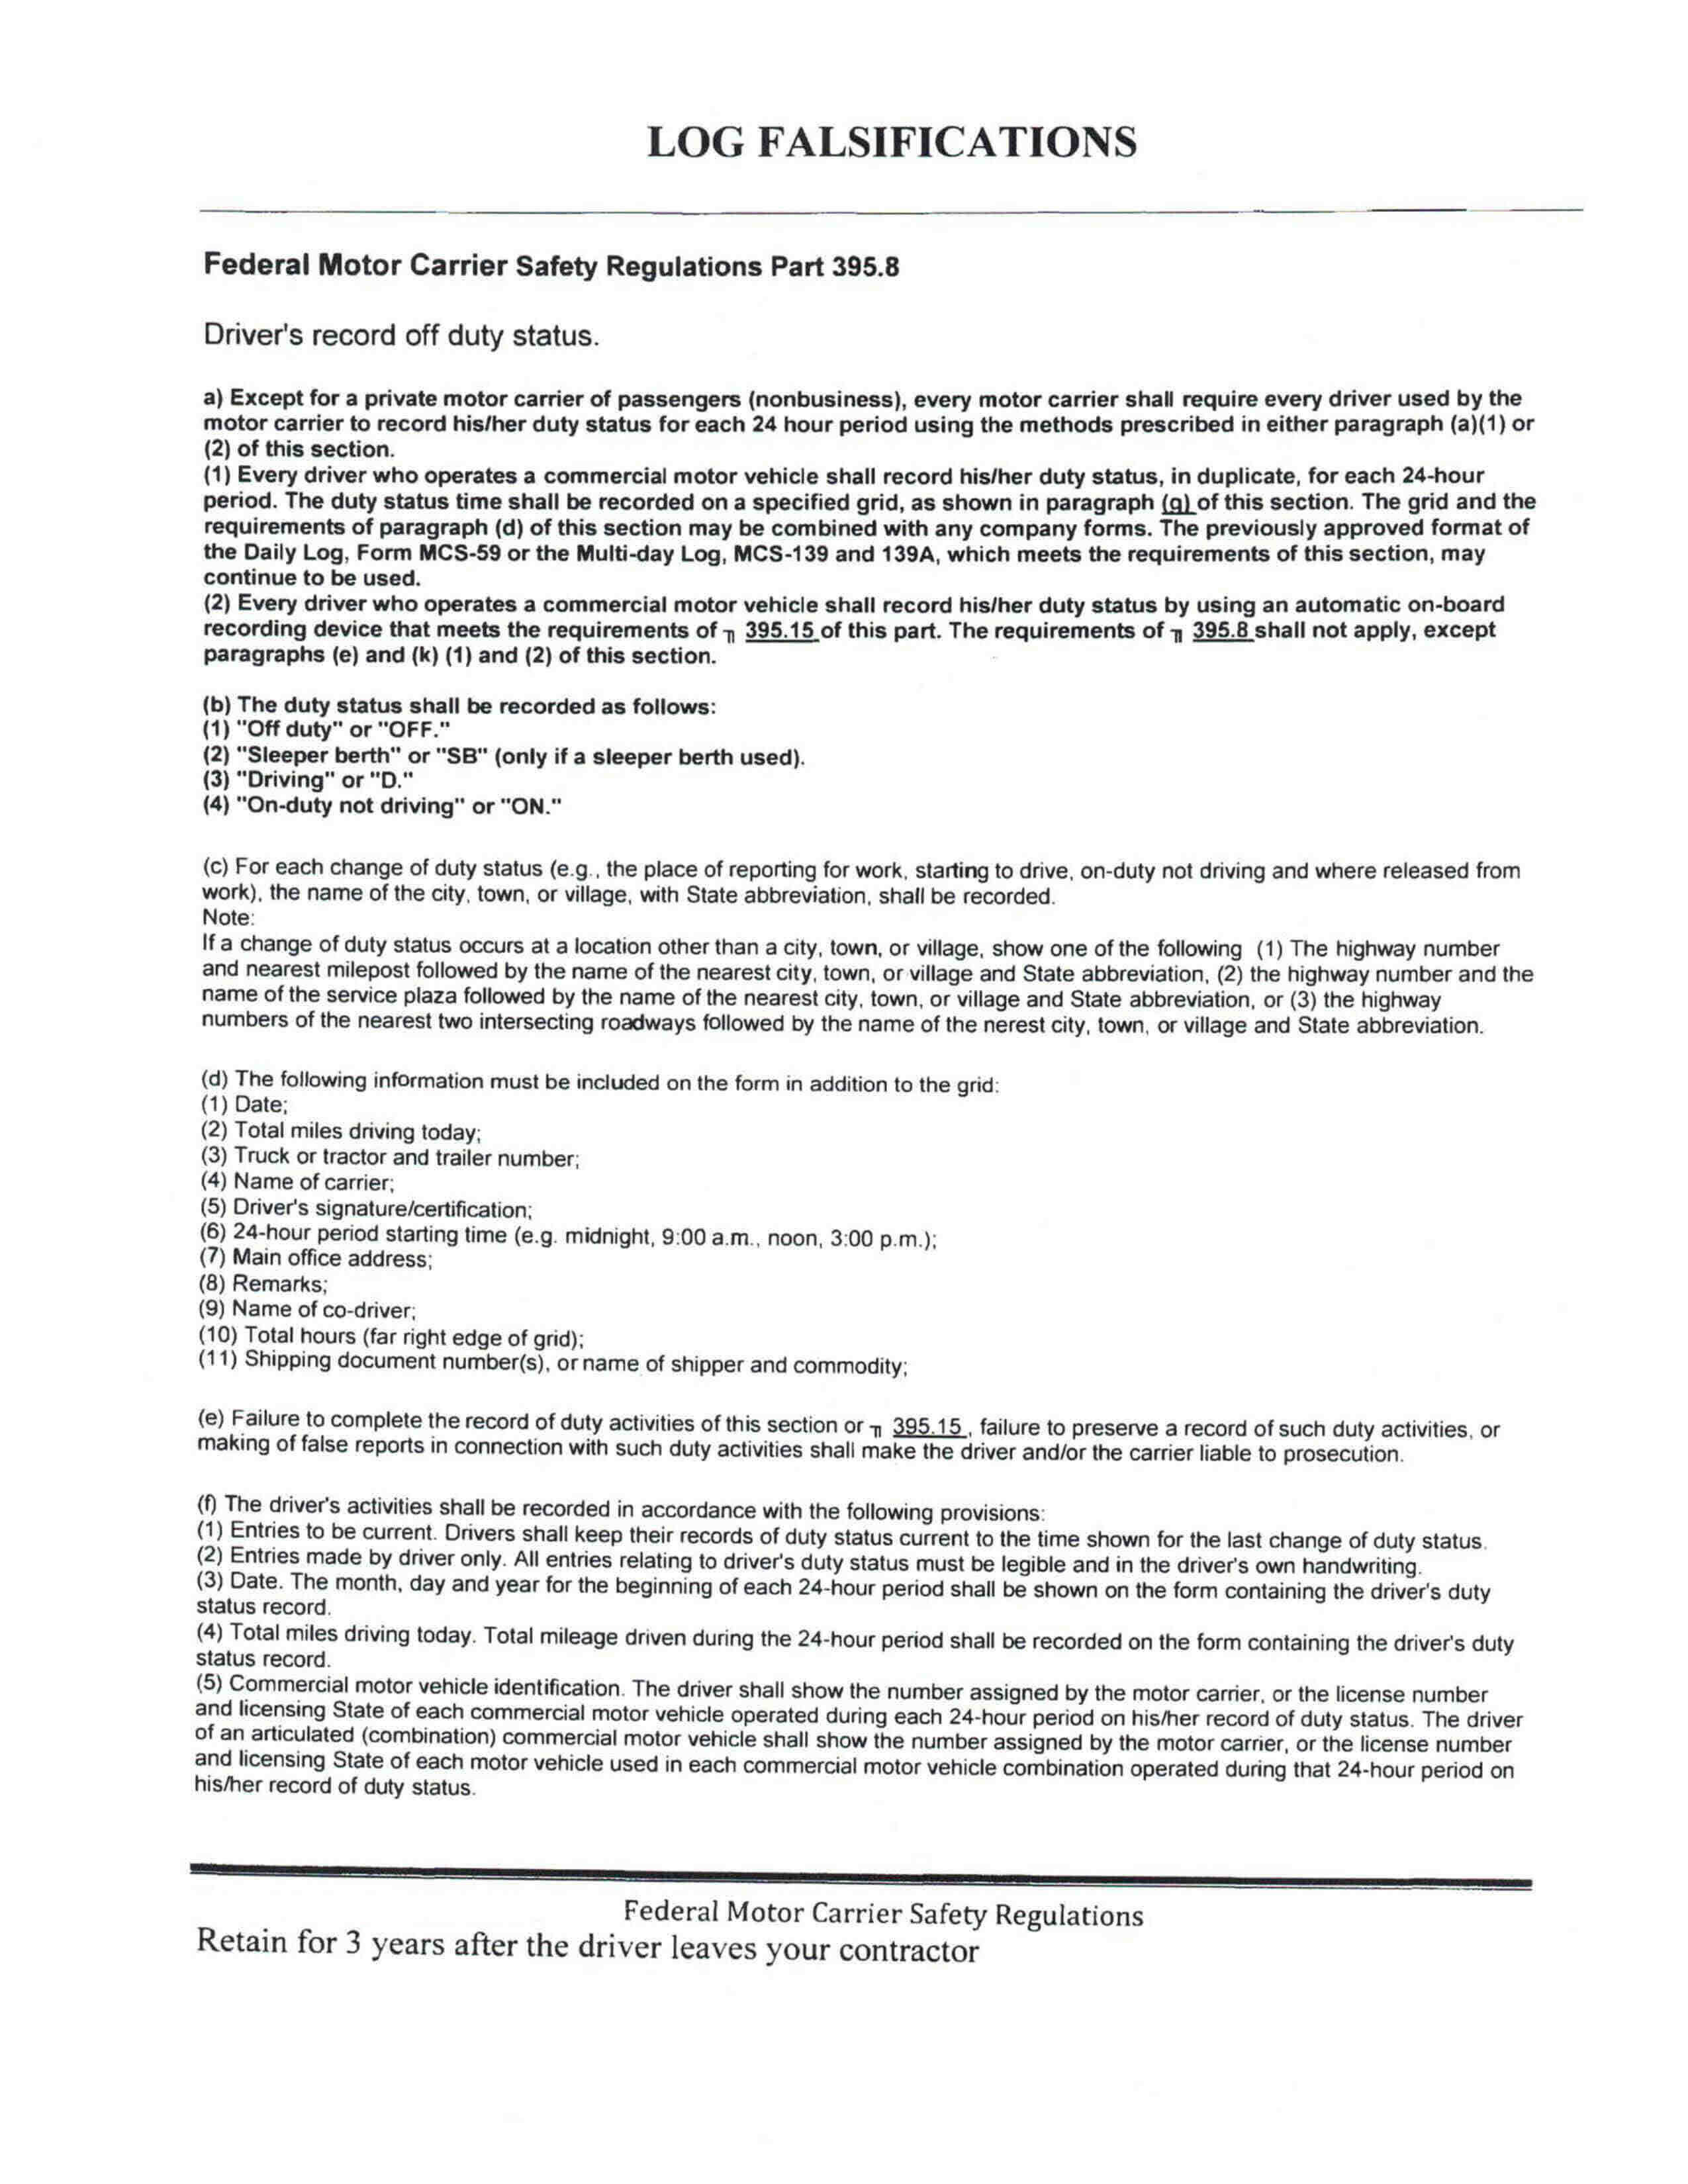 LOG FALSIFICATIONS
Federal Motor Carrier Safety Regulations Part 395.8
Driver's record off duty status.
a) Except for a private motor carrier of passengers (nonbusiness), every motor carrier shall require every driver used by the
motor carrier to record his/her duty status for each 24 hour period using the methods prescribed in either paragraph (a)(1) or
(2) of this section.
(1) Every driver who operates a commercial motor vehicle shall record his/her duty status, in duplicate, for each 24-hour
period. The duty status time shall be recorded on a specified grid, as shown in paragraph (g) of this section. The grid and the
requirements of paragraph (d) of this section may be combined with any company forms. The previously approved format of
the Daily Log, Form MCS-59 or the Multi-day Log, MCS-139 and 139A, which meets the requirements of this section, may
continue to be used.
(2) Every driver who operates a commercial motor vehicle shall record his/her duty status by using an automatic on-board
recording device that meets the requirements of ╖ 395.15 of this part. The requirements of ╖ 395.8 shall not apply, except
paragraphs (e) and (k) (1) and (2) of this section.
(b) The duty status shall be recorded as follows:
(1) "Off duty" or "OFF."
(2) "Sleeper berth" or "SB" (only if a sleeper berth used).
(3) "Driving" or "D."
(4) "On-duty not driving" or "ON."
(c) For each change of duty status (e.g., the place of reporting for work, starting to drive, on-duty not driving and where released from
work), the name of the city, town, or village, with State abbreviation, shall be recorded.
Note:
If a change of duty status occurs at a location other than a city, town, or village, show one of the following (1) The highway number
and nearest milepost followed by the name of the nearest city, town, or village and State abbreviation, (2) the highway number and the
name of the service plaza followed by the name of the nearest city, town, or village and State abbreviation, or (3) the highway
numbers of the nearest two intersecting roadways followed by the name of the nerest city, town, or village and State abbreviation.
(d) The following information must be included on the form in addition to the grid:
(1) Date;
(2) Total miles driving today;
(3) Truck or tractor and trailer number;
(4) Name of carrier;
(5) Driver's signature/certification;
(6) 24-hour period starting time (e.g. midnight, 9:00 a.m., noon, 3:00 p.m.);
(7) Main office address;
(8) Remarks;
(9) Name of co-driver;
(10) Total hours (far right edge of grid);
(11) Shipping document number(s), or name of shipper and commodity;
(e) Failure to complete the record of duty activities of this section or ╖ 395.15 , failure to preserve a record of such duty activities, or
making of false reports in connection with such duty activities shall make the driver and/or the carrier liable to prosecution.
(f) The driver's activities shall be recorded in accordance with the following provisions:
(1) Entries to be current. Drivers shall keep their records of duty status current to the time shown for the last change of duty status.
(2) Entries made by driver only. All entries relating to driver's duty status must be legible and in the driver's own handwriting.
(3) Date. The month, day and year for the beginning of each 24-hour period shall be shown on the form containing the driver's duty
status record.
(4) Total miles driving today. Total mileage driven during the 24-hour period shall be recorded on the form containing the driver's duty
status record.
(5) Commercial motor vehicle identification. The driver shall show the number assigned by the motor carrier, or the license number
and licensing State of each commercial motor vehicle operated during each 24-hour period on his/her record of duty status. The driver
of an articulated (combination) commercial motor vehicle shall show the number assigned by the motor carrier, or the license number
and licensing State of each motor vehicle used in each commercial motor vehicle combination operated during that 24-hour period on
his/her record of duty status.
Federal Motor Carrier Safety Regulations
Retain for 3 years after the driver leaves your contractor